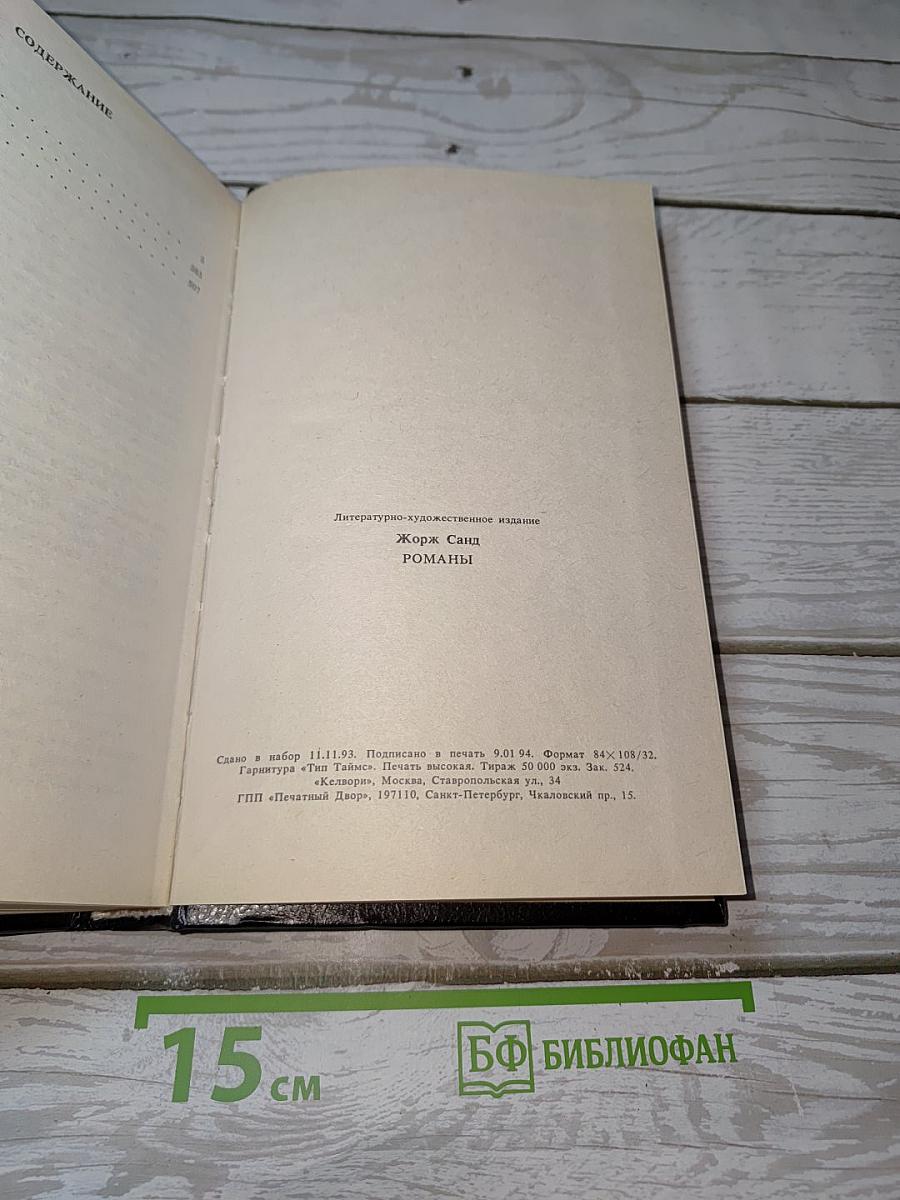 СОДЕРЖАНИЕ
3
507
Литературно-художественное издание
Жорж Санд
РОМАНЫ
Сдано в набор 11.11.93. Подписано в печать 9.01 94. Формат 84×108/32.
Гарнитура «Тип Таймс». Печать высокая. Тираж 50 000 экз. Зак. 524.
«Келвори», Москва, Ставропольская ул., 34
ГПП «Печатный Двор», 197110, Санкт-Петербург, Чкаловский пр., 15.
15 см
БФ БИБЛИОФАН